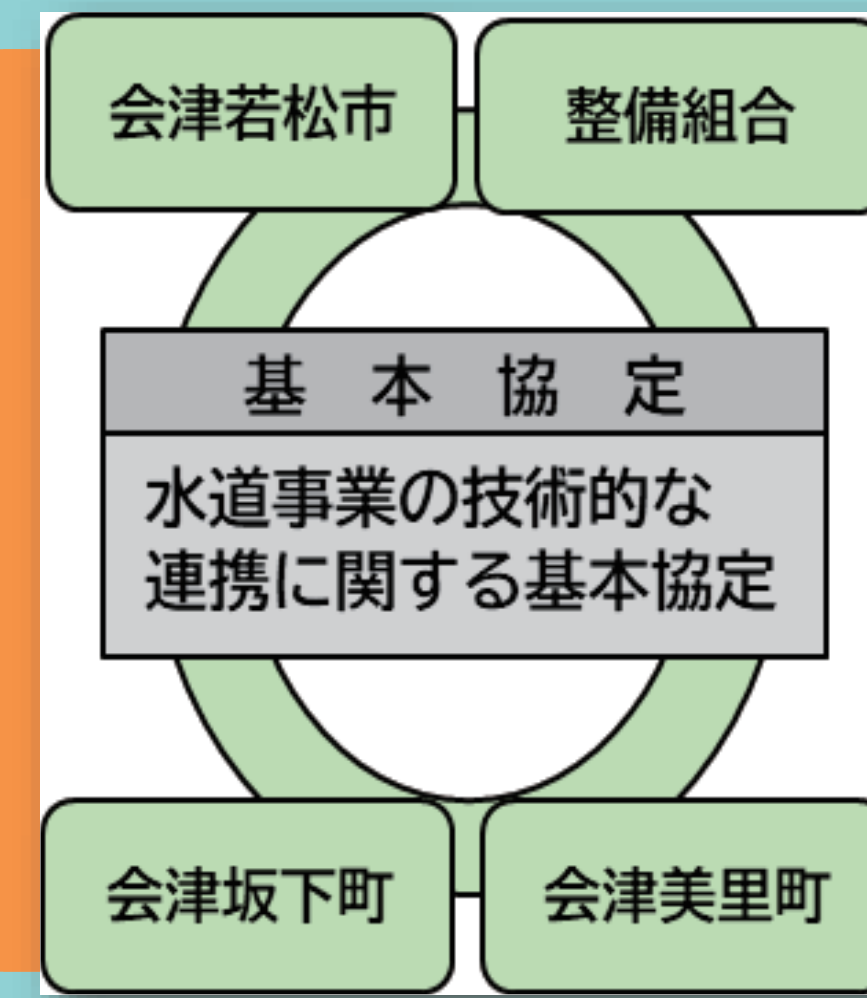 会津若松市
整備組合
基　本　協　定
水道事業の技術的な
連携に関する基本協定
会津坂下町
会津美里町